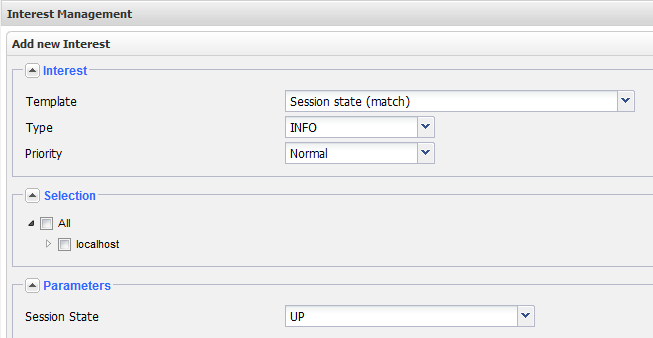 Interest Management
Add new Interest
Interest
Template Session state (match)
Type INFO
Priority Normal
Selection
All
localhost
Parameters
Session State UP